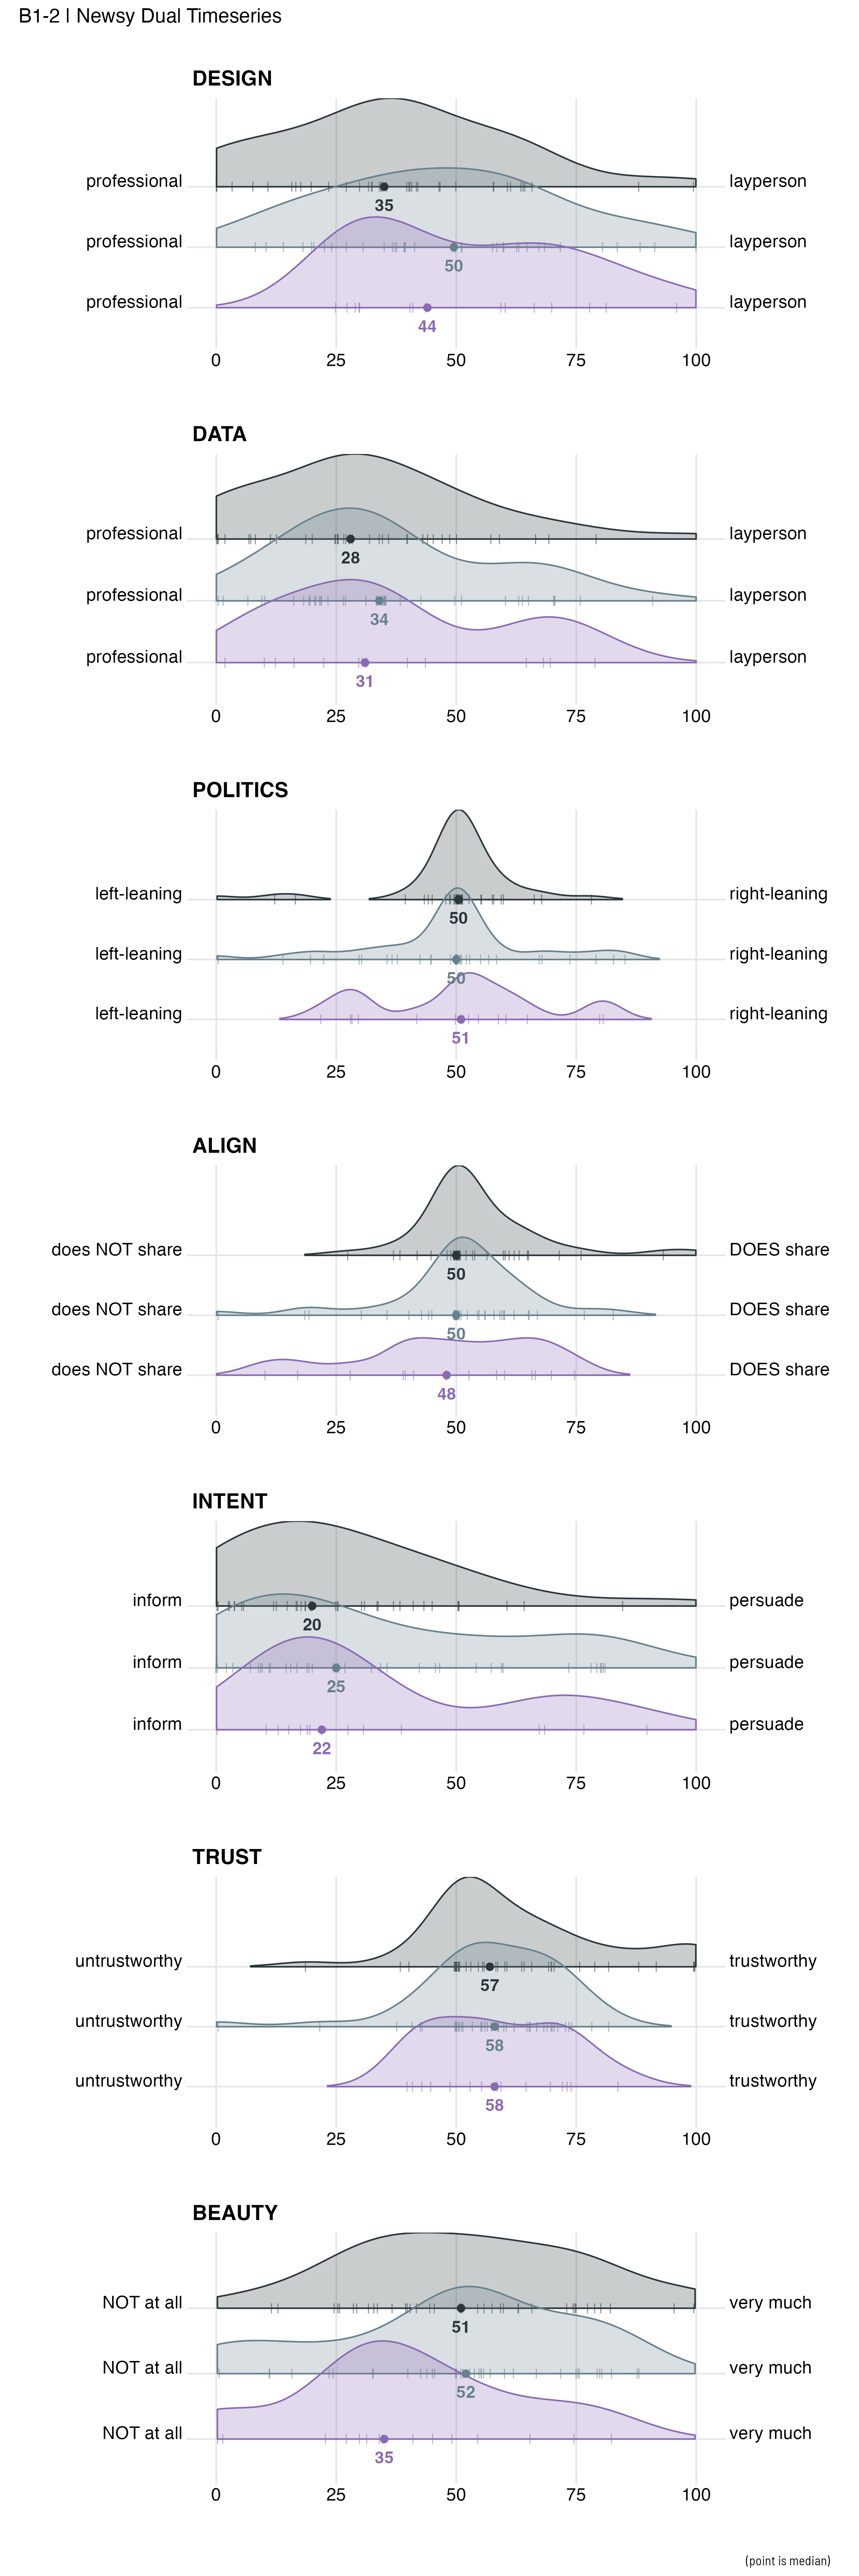 B1-2 | Newsy Dual Timeseries
DESIGN
professional layperson
35
professional layperson
50
professional layperson
44
0 25 50 75 100
DATA
professional layperson
28
professional layperson
34
professional layperson
31
0 25 50 75 100
POLITICS
left-leaning right-leaning
50
left-leaning right-leaning
50
left-leaning right-leaning
51
0 25 50 75 100
ALIGN
does NOT share DOES share
50
does NOT share DOES share
50
does NOT share DOES share
48
0 25 50 75 100
INTENT
inform persuade
20
inform persuade
25
inform persuade
22
0 25 50 75 100
TRUST
untrustworthy trustworthy
57
untrustworthy trustworthy
58
untrustworthy trustworthy
58
0 25 50 75 100
BEAUTY
NOT at all very much
51
NOT at all very much
52
NOT at all very much
35
0 25 50 75 100
(point is median)